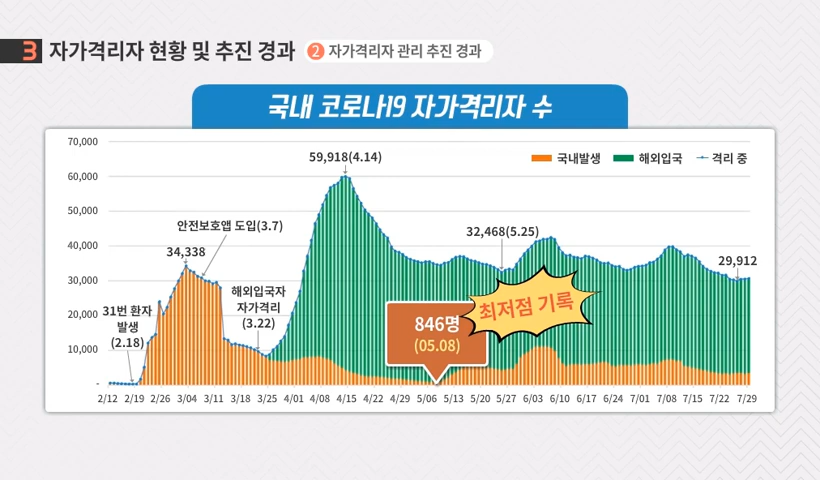 3 자가격리자 현황 및 추진 경과 2 자가격리자 관리 추진 경과
국내 코로나19 자가격리자 수
70,000
60,000
50,000
40,000
30,000
20,000
10,000
-
국내발생 해외입국 격리 중
59,918(4.14)
안전보호앱 도입(3.7)
34,338
32,468(5.25)
29,912
31번 환자
발생
(2.18)
해외입국자
자가격리
(3.22)
최저점 기록
846명
(05.08)
2/12 2/19 2/26 3/04 3/11 3/18 3/25 4/01 4/08 4/15 4/22 4/29 5/06 5/13 5/20 5/27 6/03 6/10 6/17 6/24 7/01 7/08 7/15 7/22 7/29